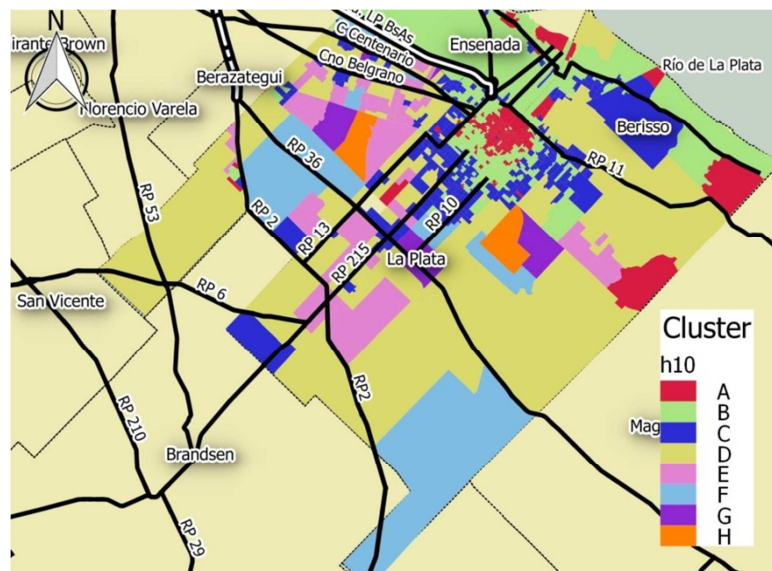 N
irante Brown
LP BsAs
C Centenario
Cno Belgrano
Ensenada
Río de La Plata
Berazategui
Florencio Varela
Berisso
RP 36
RP 11
RP 53
RP 2
RP 13
RP 10
RP 215
La Plata
RP 6
San Vicente
RP2
RP 210
Brandsen
Mag
RP 29
Cluster
h10
A
B
C
D
E
F
G
H